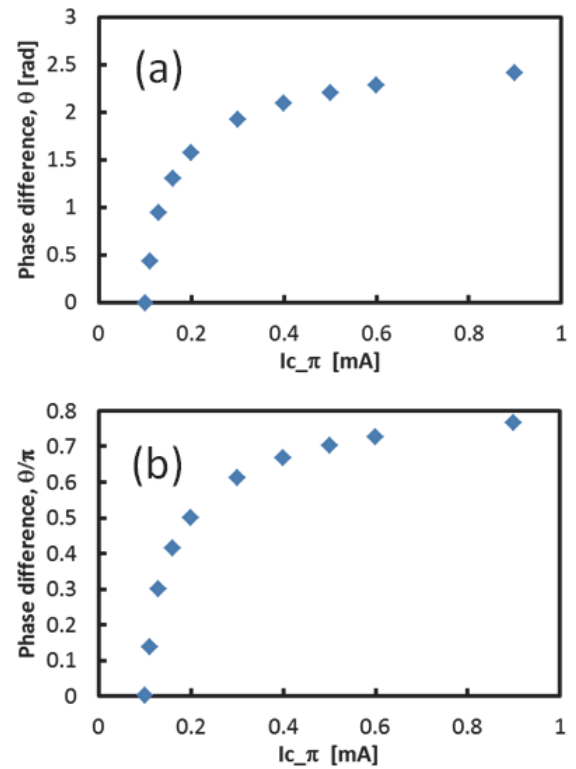 3
2.5
2
1.5
1
0.5
0
Phase difference, θ [rad]
(a)
0 0.2 0.4 0.6 0.8 1
Ic_π [mA]
0.8
0.7
0.6
0.5
0.4
0.3
0.2
0.1
0
Phase difference, θ/π
(b)
0 0.2 0.4 0.6 0.8 1
Ic_π [mA]